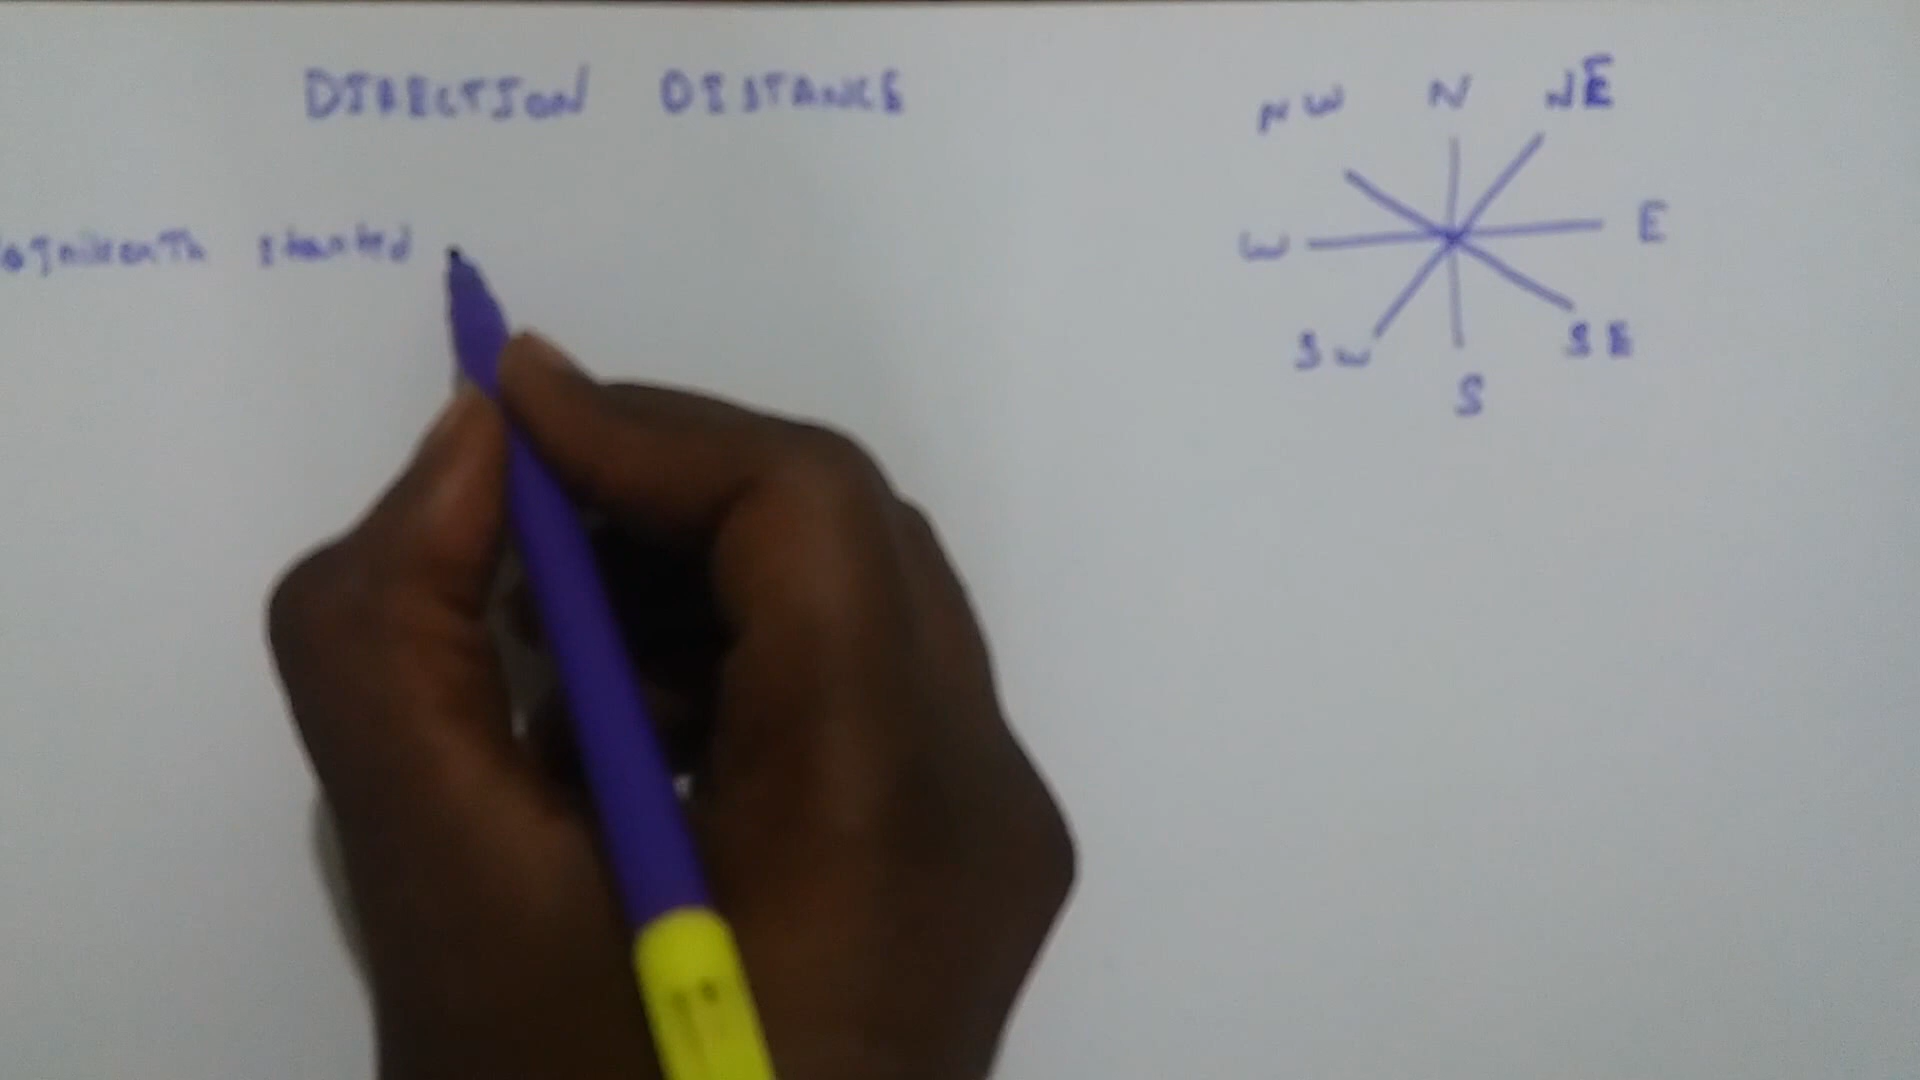 DIRECTION DISTANCE
NW N NE
started
W E
SW SE
S